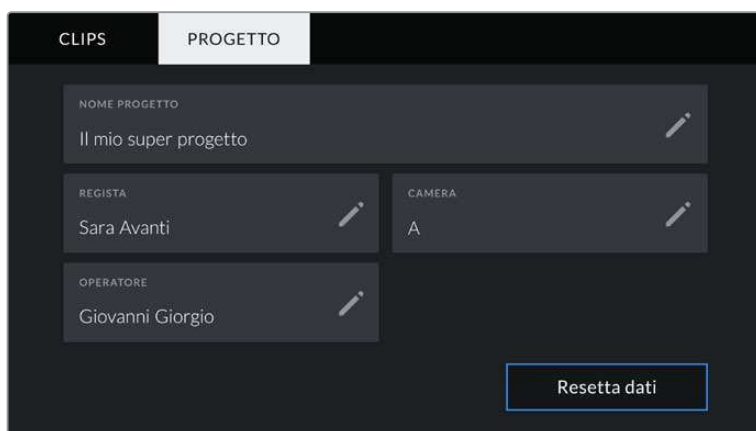 CLIPS PROGETTO
NOME PROGETTO
Il mio super progetto
REGISTA
Sara Avanti
CAMERA
A
OPERATORE
Giovanni Giorgio
Resetta dati